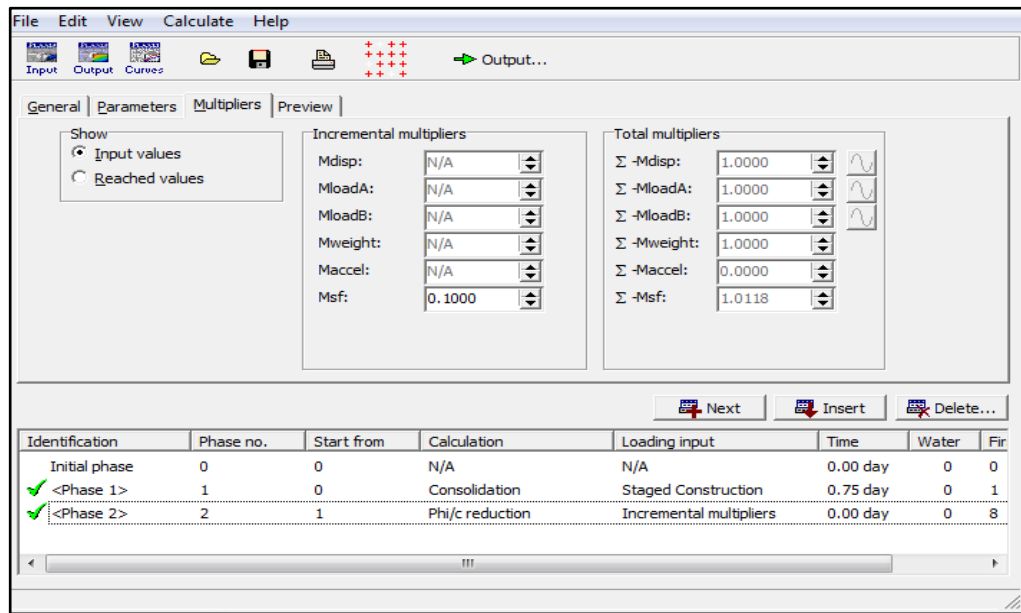 File Edit View Calculate Help
Input Output Curves Output...
General Parameters Multipliers Preview
Show
Input values
Reached values
Incremental multipliers
Mdisp: N/A
MloadA: N/A
MloadB: N/A
Mweight: N/A
Maccel: N/A
Msf: 0.1000
Total multipliers
Σ -Mdisp: 1.0000
Σ -MloadA: 1.0000
Σ -MloadB: 1.0000
Σ -Mweight: 1.0000
Σ -Maccel: 0.0000
Σ -Msf: 1.0118
Next Insert Delete...
Identification Phase no. Start from Calculation Loading input Time Water Fir
Initial phase 0 0 N/A N/A 0.00 day 0 0
<Phase 1> 1 0 Consolidation Staged Construction 0.75 day 0 1
<Phase 2> 2 1 Phi/c reduction Incremental multipliers 0.00 day 0 8